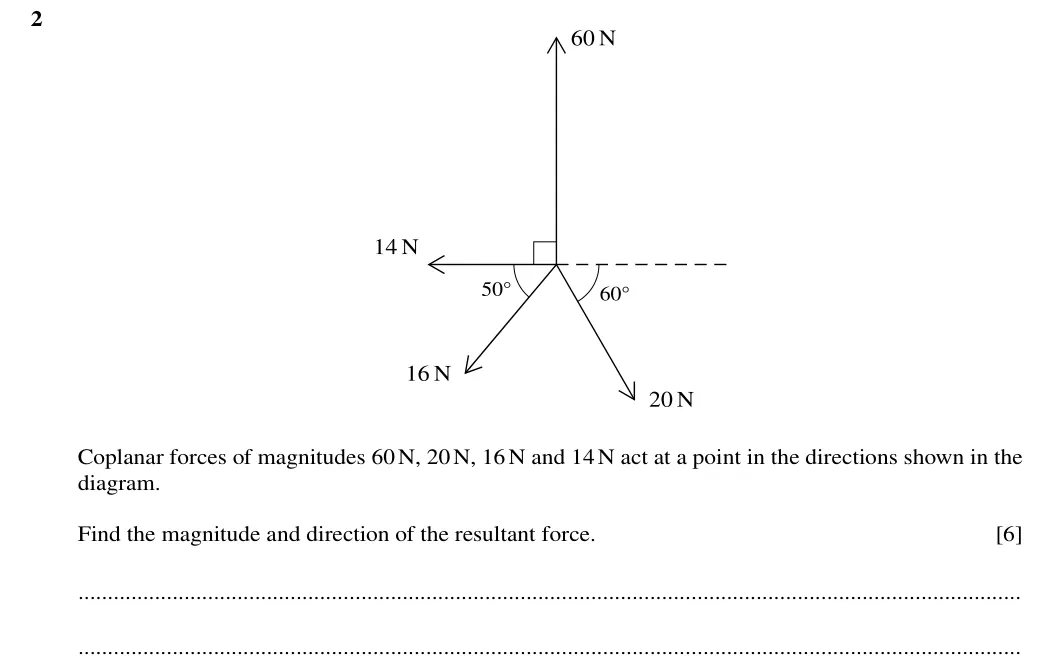 2
60 N
14 N
50°
60°
16 N
20 N
Coplanar forces of magnitudes 60 N, 20 N, 16 N and 14 N act at a point in the directions shown in the
diagram.
Find the magnitude and direction of the resultant force. [6]